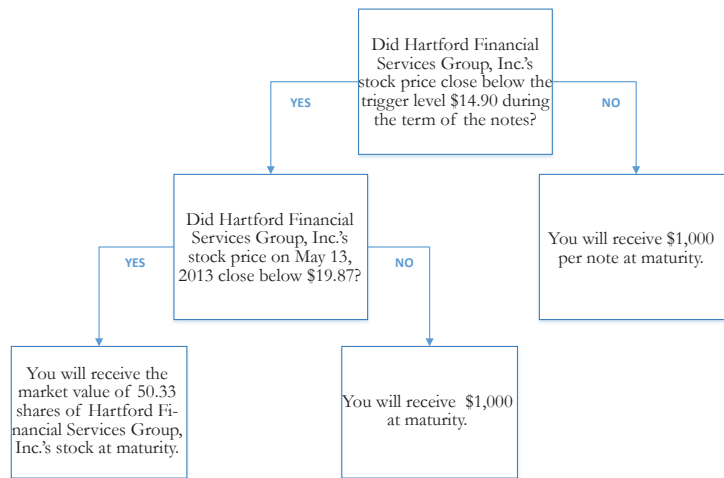 Did Hartford Financial
Services Group, Inc.'s
stock price close below the
trigger level $14.90 during
the term of the notes?
YES
NO
Did Hartford Financial
Services Group, Inc.'s
stock price on May 13,
2013 close below $19.87?
You will receive $1,000
per note at maturity.
YES
NO
You will receive the
market value of 50.33
shares of Hartford Fi-
nancial Services Group,
Inc.'s stock at maturity.
You will receive $1,000
at maturity.